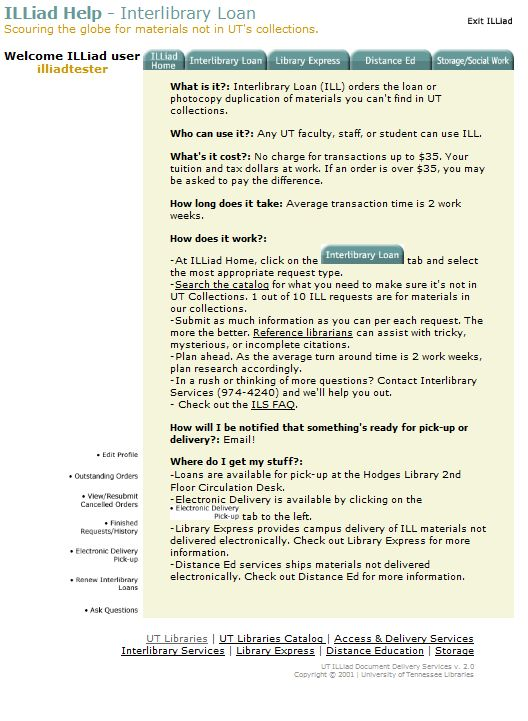 ILLiad Help - Interlibrary Loan
Scouring the globe for materials not in UT's collections.
Exit ILLiad
Welcome ILLiad user
illiadtester
ILLiad Home
Interlibrary Loan
Library Express
Distance Ed
Storage/Social Work
What is it?: Interlibrary Loan (ILL) orders the loan or
photocopy duplication of materials you can't find in UT
collections.
Who can use it?: Any UT faculty, staff, or student can use ILL.
What's it cost?: No charge for transactions up to $35. Your
tuition and tax dollars at work. If an order is over $35, you may
be asked to pay the difference.
How long does it take: Average transaction time is 2 work
weeks.
How does it work?:
-At ILLiad Home, click on the Interlibrary Loan tab and select
the most appropriate request type.
-Search the catalog for what you need to make sure it's not in
UT Collections. 1 out of 10 ILL requests are for materials in
our collections.
-Submit as much information as you can per each request. The
more the better. Reference librarians can assist with tricky,
mysterious, or incomplete citations.
-Plan ahead. As the average turn around time is 2 work weeks,
plan research accordingly.
-In a rush or thinking of more questions? Contact Interlibrary
Services (974-4240) and we'll help you out.
- Check out the ILS FAQ.
How will I be notified that something's ready for pick-up or
delivery?: Email!
Where do I get my stuff?:
-Loans are available for pick-up at the Hodges Library 2nd
Floor Circulation Desk.
-Electronic Delivery is available by clicking on the
• Electronic Delivery
Pick-up tab to the left.
-Library Express provides campus delivery of ILL materials not
delivered electronically. Check out Library Express for more
information.
-Distance Ed services ships materials not delivered
electronically. Check out Distance Ed for more information.
• Edit Profile
• Outstanding Orders
• View/Resubmit
Cancelled Orders
• Finished
Requests/History
• Electronic Delivery
Pick-up
• Renew Interlibrary
Loans
• Ask Questions
UT Libraries | UT Libraries Catalog | Access & Delivery Services
Interlibrary Services | Library Express | Distance Education | Storage
UT ILLiad Document Delivery Services v. 2.0
Copyright © 2001 | University of Tennessee Libraries